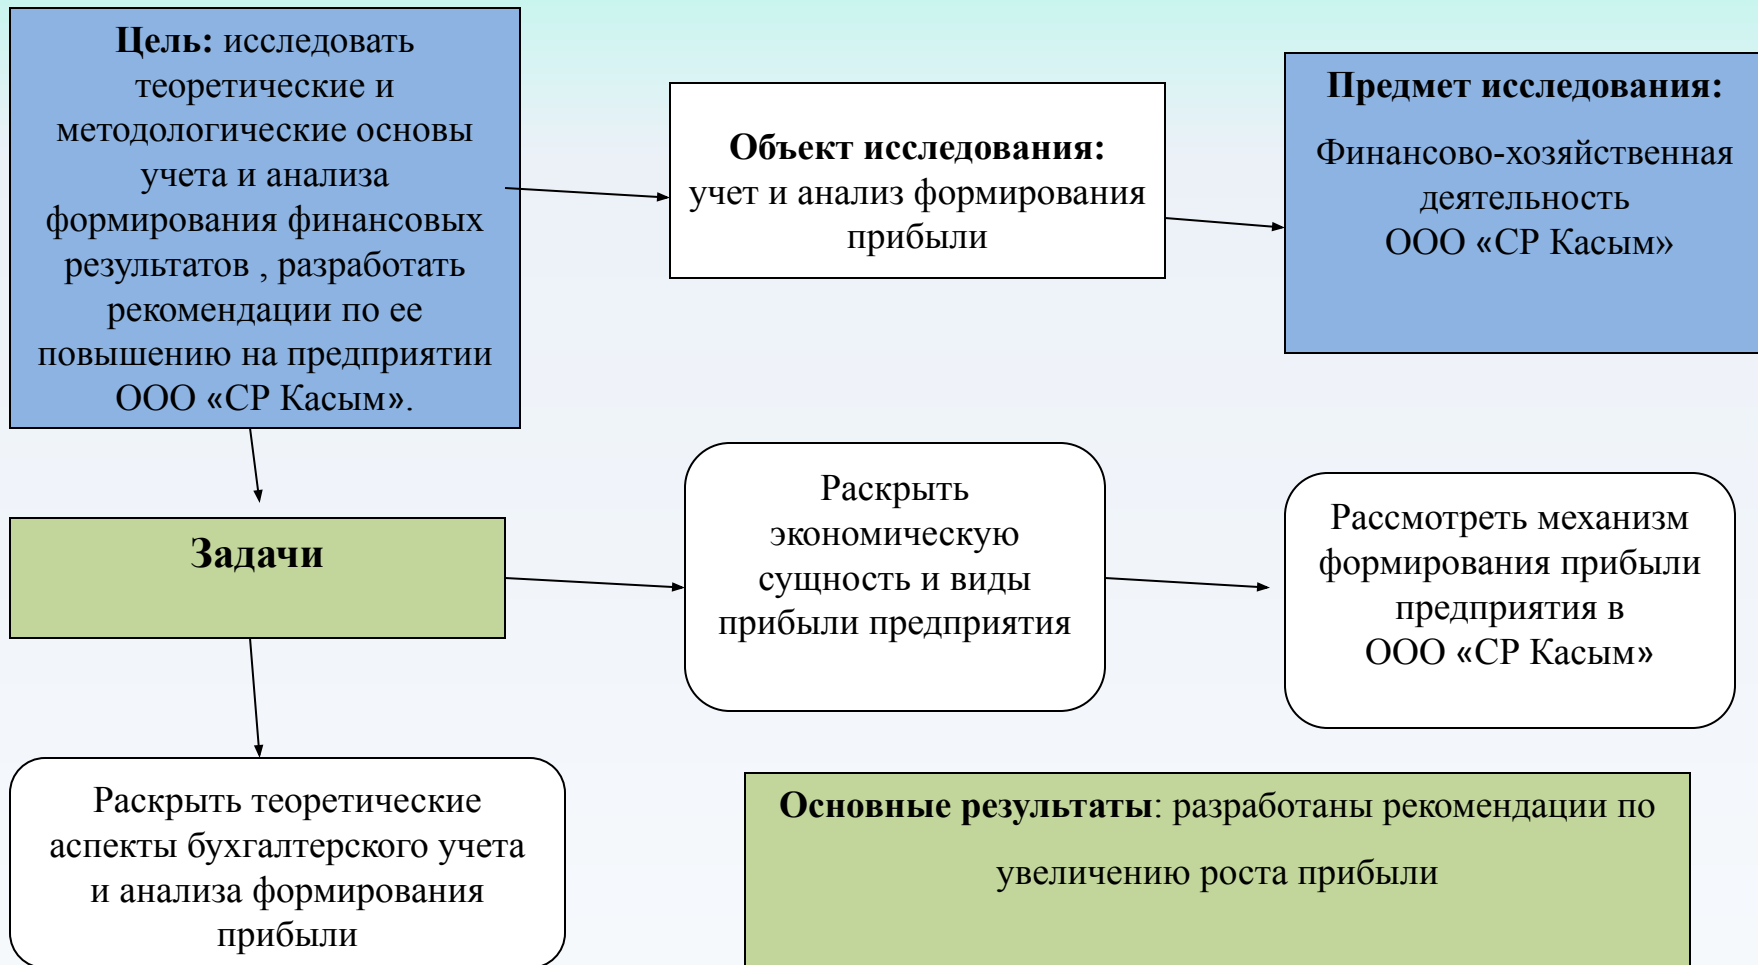 Цель: исследовать
теоретические и
методологические основы
учета и анализа
формирования финансовых
результатов , разработать
рекомендации по ее
повышению на предприятии
ООО «СР Касым».
Объект исследования:
учет и анализ формирования
прибыли
Предмет исследования:
Финансово-хозяйственная
деятельность
ООО «СР Касым»
Задачи
Раскрыть
экономическую
сущность и виды
прибыли предприятия
Рассмотреть механизм
формирования прибыли
предприятия в
ООО «СР Касым»
Раскрыть теоретические
аспекты бухгалтерского учета
и анализа формирования
прибыли
Основные результаты: разработаны рекомендации по
увеличению роста прибыли